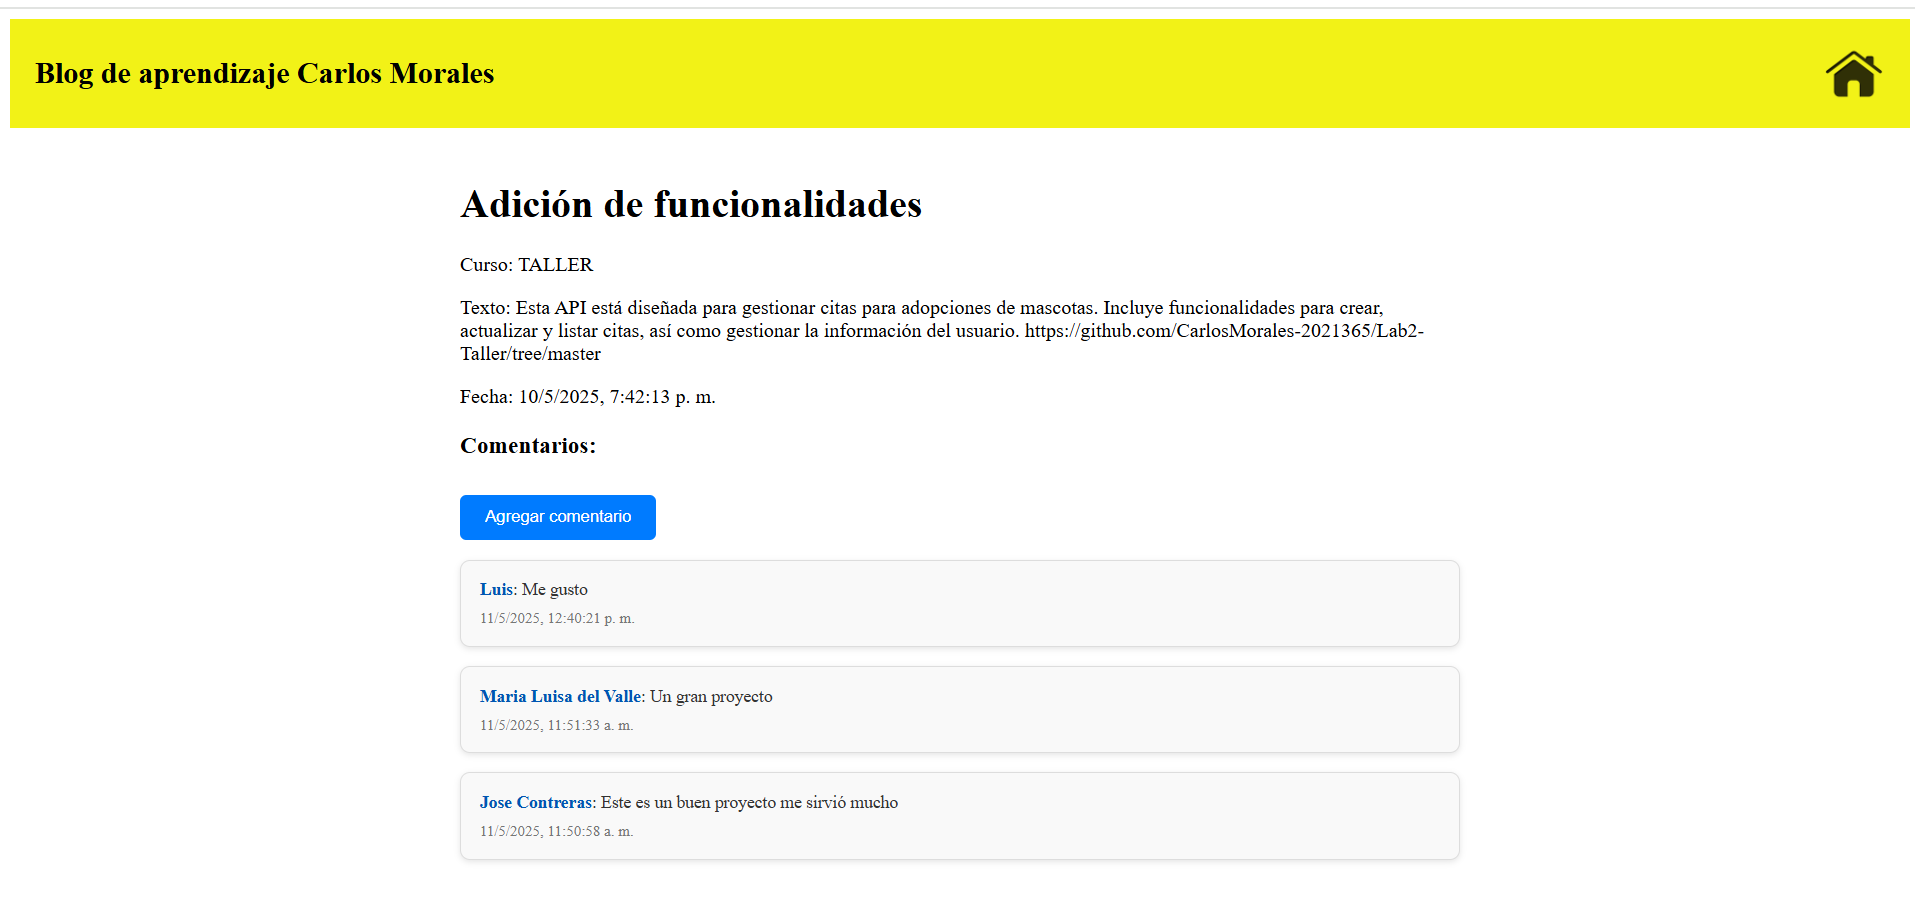 Blog de aprendizaje Carlos Morales
Adición de funcionalidades
Curso: TALLER
Texto: Esta API está diseñada para gestionar citas para adopciones de mascotas. Incluye funcionalidades para crear,
actualizar y listar citas, así como gestionar la información del usuario. https://github.com/CarlosMorales-2021365/Lab2-
Taller/tree/master
Fecha: 10/5/2025, 7:42:13 p. m.
Comentarios:
Agregar comentario
Luis: Me gusto
11/5/2025, 12:40:21 p. m.
Maria Luisa del Valle: Un gran proyecto
11/5/2025, 11:51:33 a. m.
Jose Contreras: Este es un buen proyecto me sirvió mucho
11/5/2025, 11:50:58 a. m.